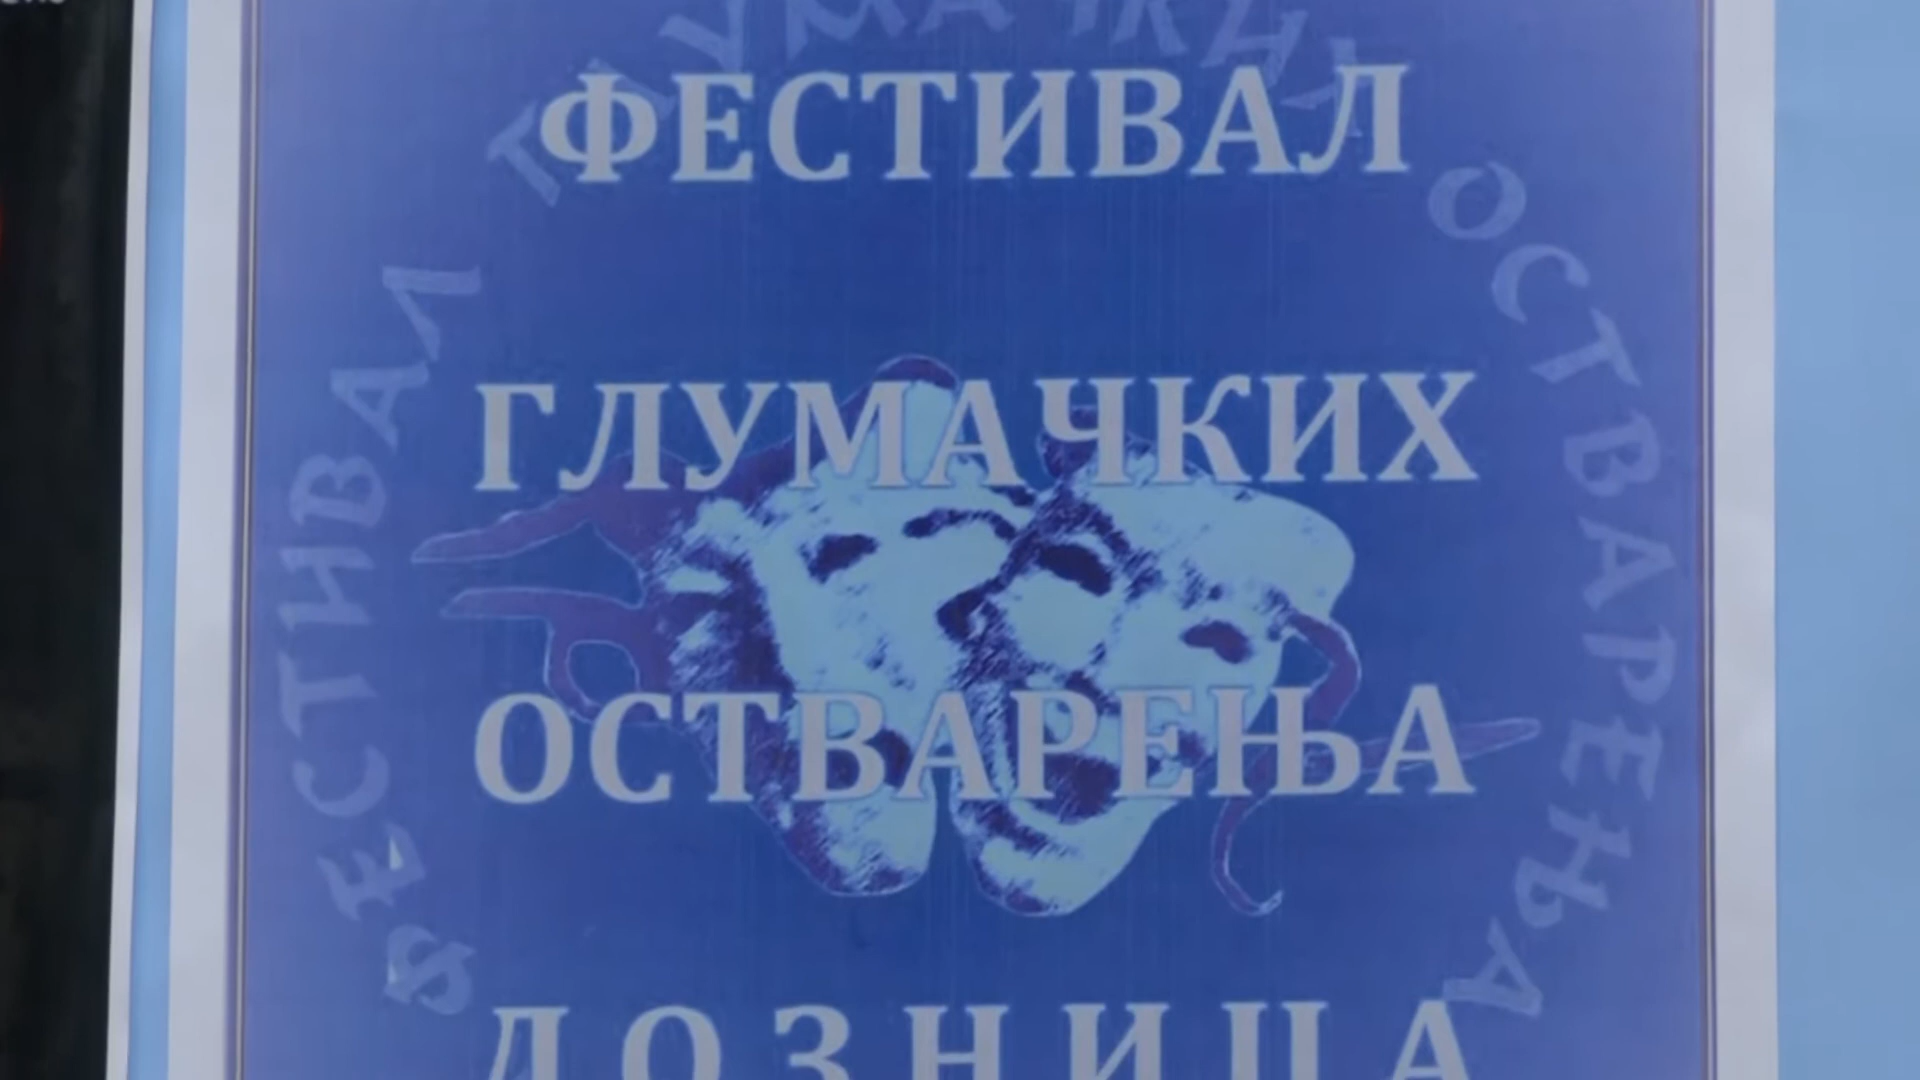 ФЕСТИВАЛ
ГЛУМАЧКИХ
ОСТВАРЕЊА
ЛОЗНИЦА
ФЕСТИВАЛ ГЛУМАЧКИХ ОСТВАРЕЊА